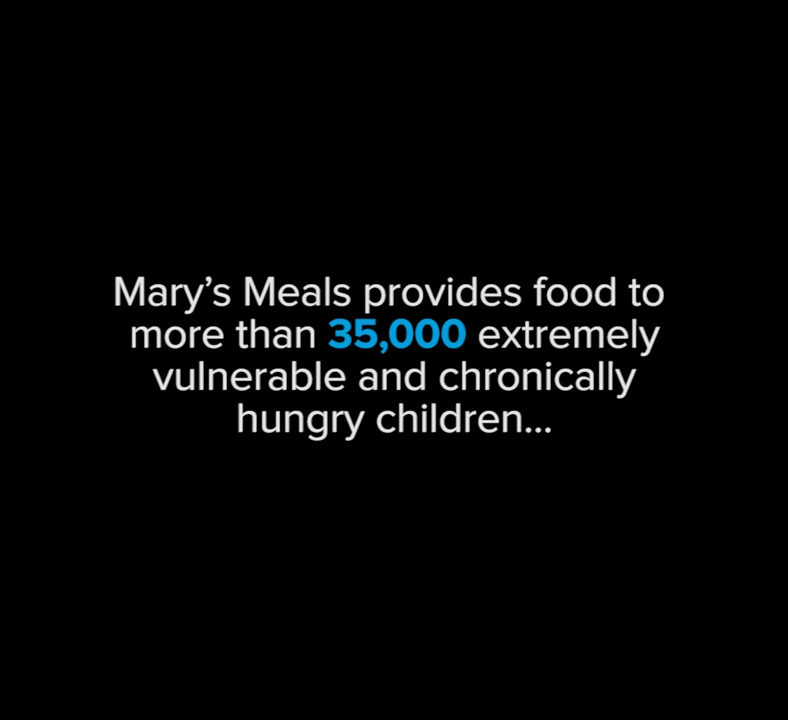 Mary’s Meals provides food to
more than 35,000 extremely
vulnerable and chronically
hungry children...